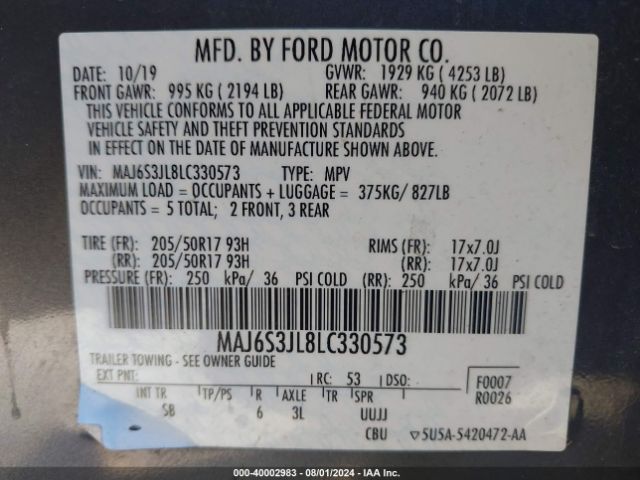 MFD. BY FORD MOTOR CO.
DATE: 10/19 GVWR: 1929 KG ( 4253 LB)
FRONT GAWR: 995 KG ( 2194 LB) REAR GAWR: 940 KG ( 2072 LB)
THIS VEHICLE CONFORMS TO ALL APPLICABLE FEDERAL MOTOR
VEHICLE SAFETY AND THEFT PREVENTION STANDARDS
IN EFFECT ON THE DATE OF MANUFACTURE SHOWN ABOVE.
VIN: MAJ6S3JL8LC330573 TYPE: MPV
MAXIMUM LOAD = OCCUPANTS + LUGGAGE = 375KG/ 827LB
OCCUPANTS = 5 TOTAL; 2 FRONT, 3 REAR
TIRE (FR): 205/50R17 93H RIMS (FR): 17x7.0J
(RR): 205/50R17 93H (RR): 17x7.0J
PRESSURE (FR): 250 kPa/ 36 PSI COLD (RR): 250 kPa/ 36 PSI COLD
MAJ6S3JL8LC330573
TRAILER TOWING - SEE OWNER GUIDE
EXT PNT: RC: 53 DSO: F0007
R0026
INT TR TP/PS R AXLE TR SPR
SB 6 3L UUJJ
CBU ▽5U5A-5420472-AA
000-40002983 - 08/01/2024 - IAA Inc.